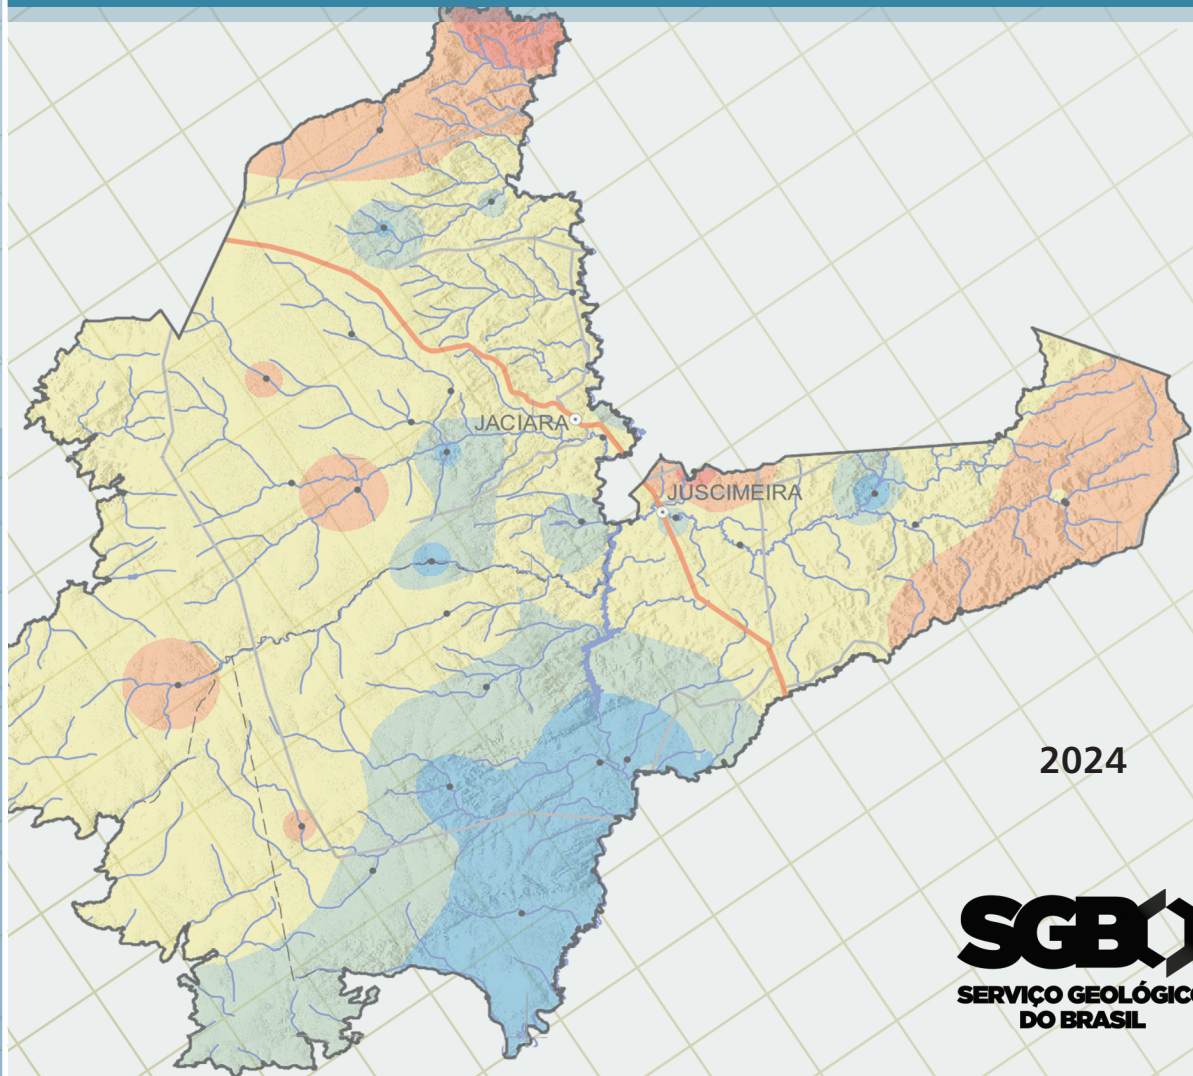 JACIARA
JUSCIMEIRA
2024
SGB
SERVIÇO GEOLÓGICO
DO BRASIL